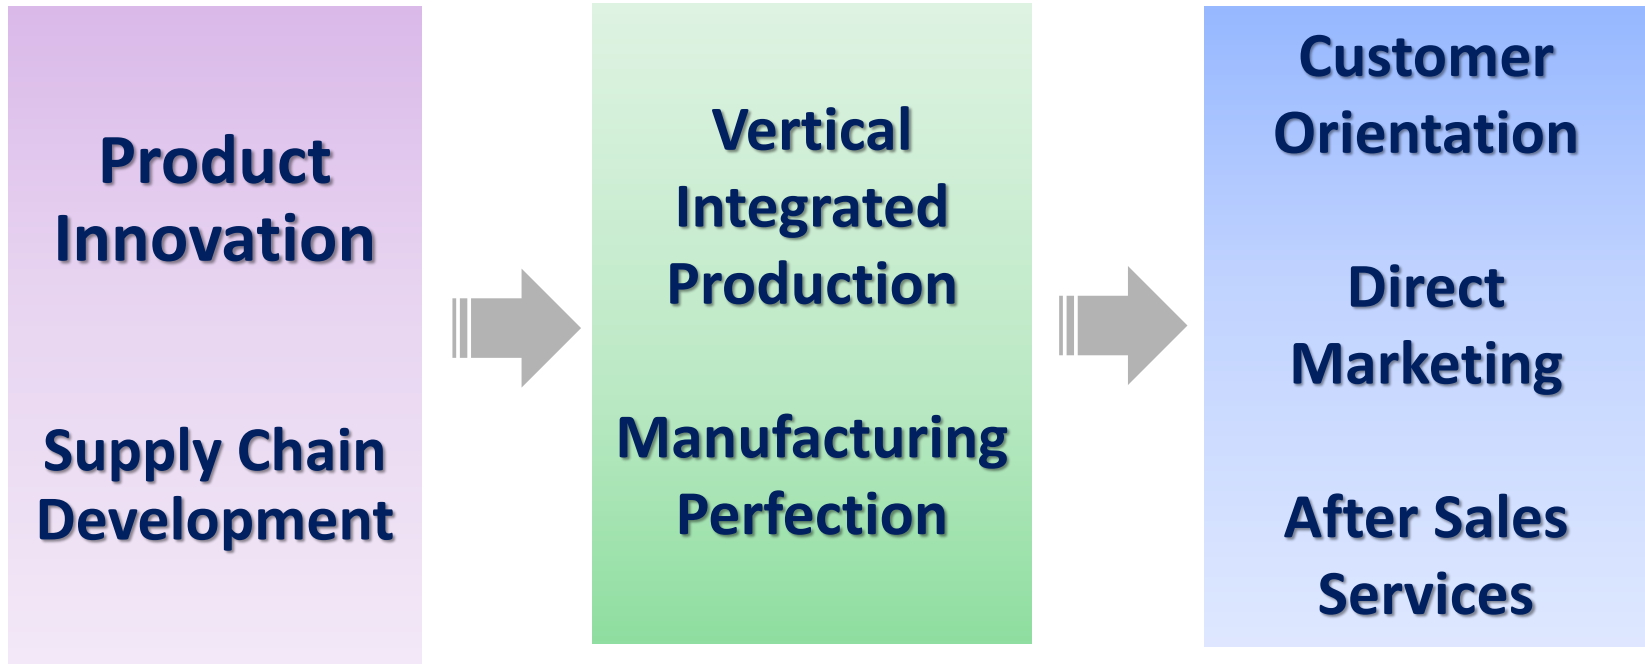 Product
Innovation
Supply Chain
Development
Vertical
Integrated
Production
Manufacturing
Perfection
Customer
Orientation
Direct
Marketing
After Sales
Services